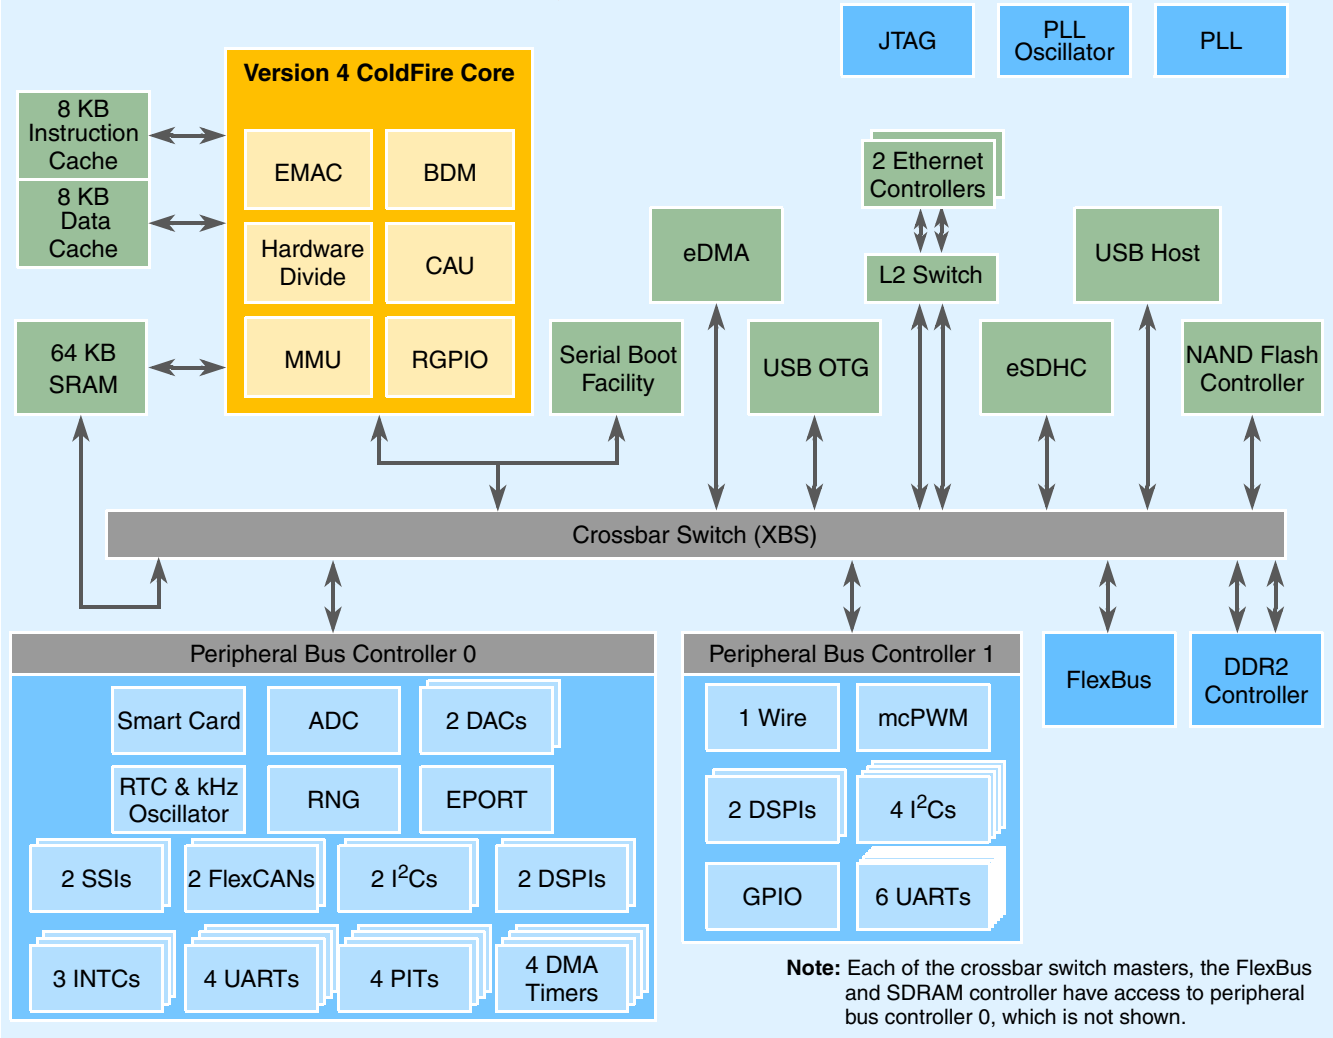 JTAG
PLL
Oscillator
PLL
Version 4 ColdFire Core
8 KB
Instruction
Cache
8 KB
Data
Cache
64 KB
SRAM
EMAC
BDM
Hardware
Divide
CAU
MMU
RGPIO
Serial Boot
Facility
eDMA
USB OTG
2 Ethernet
Controllers
L2 Switch
eSDHC
USB Host
NAND Flash
Controller
Crossbar Switch (XBS)
Peripheral Bus Controller 0
Smart Card
ADC
2 DACs
RTC & kHz
Oscillator
RNG
EPORT
2 SSIs
2 FlexCANs
2 I²Cs
2 DSPIs
3 INTCs
4 UARTs
4 PITs
4 DMA
Timers
Peripheral Bus Controller 1
1 Wire
mcPWM
2 DSPIs
4 I²Cs
GPIO
6 UARTs
FlexBus
DDR2
Controller
Note: Each of the crossbar switch masters, the FlexBus
and SDRAM controller have access to peripheral
bus controller 0, which is not shown.